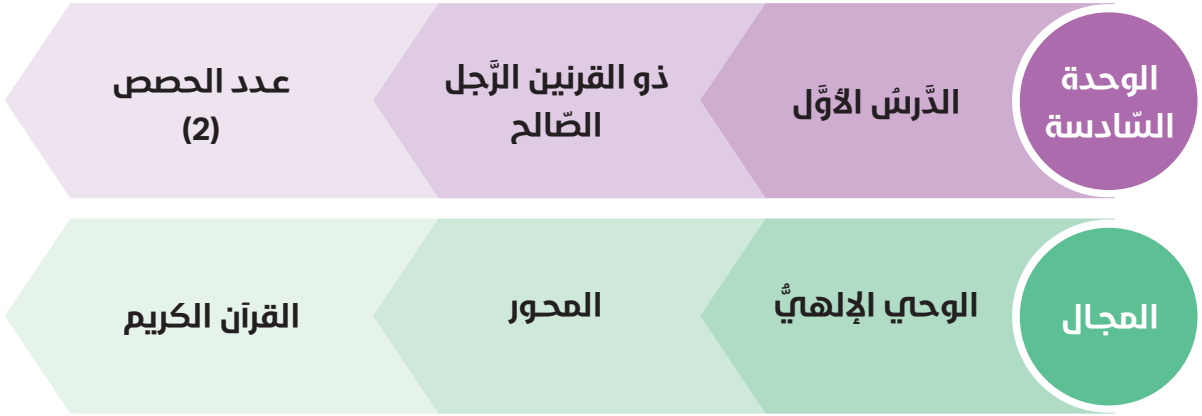 الوحدة
السّادسة
الدَّرسُ الأوَّل
ذو القرنين الرَّجل
الصّالح
عدد الحصص
(2)
المجال
الوحي الإلهيُّ
المحور
القرآن الكريم